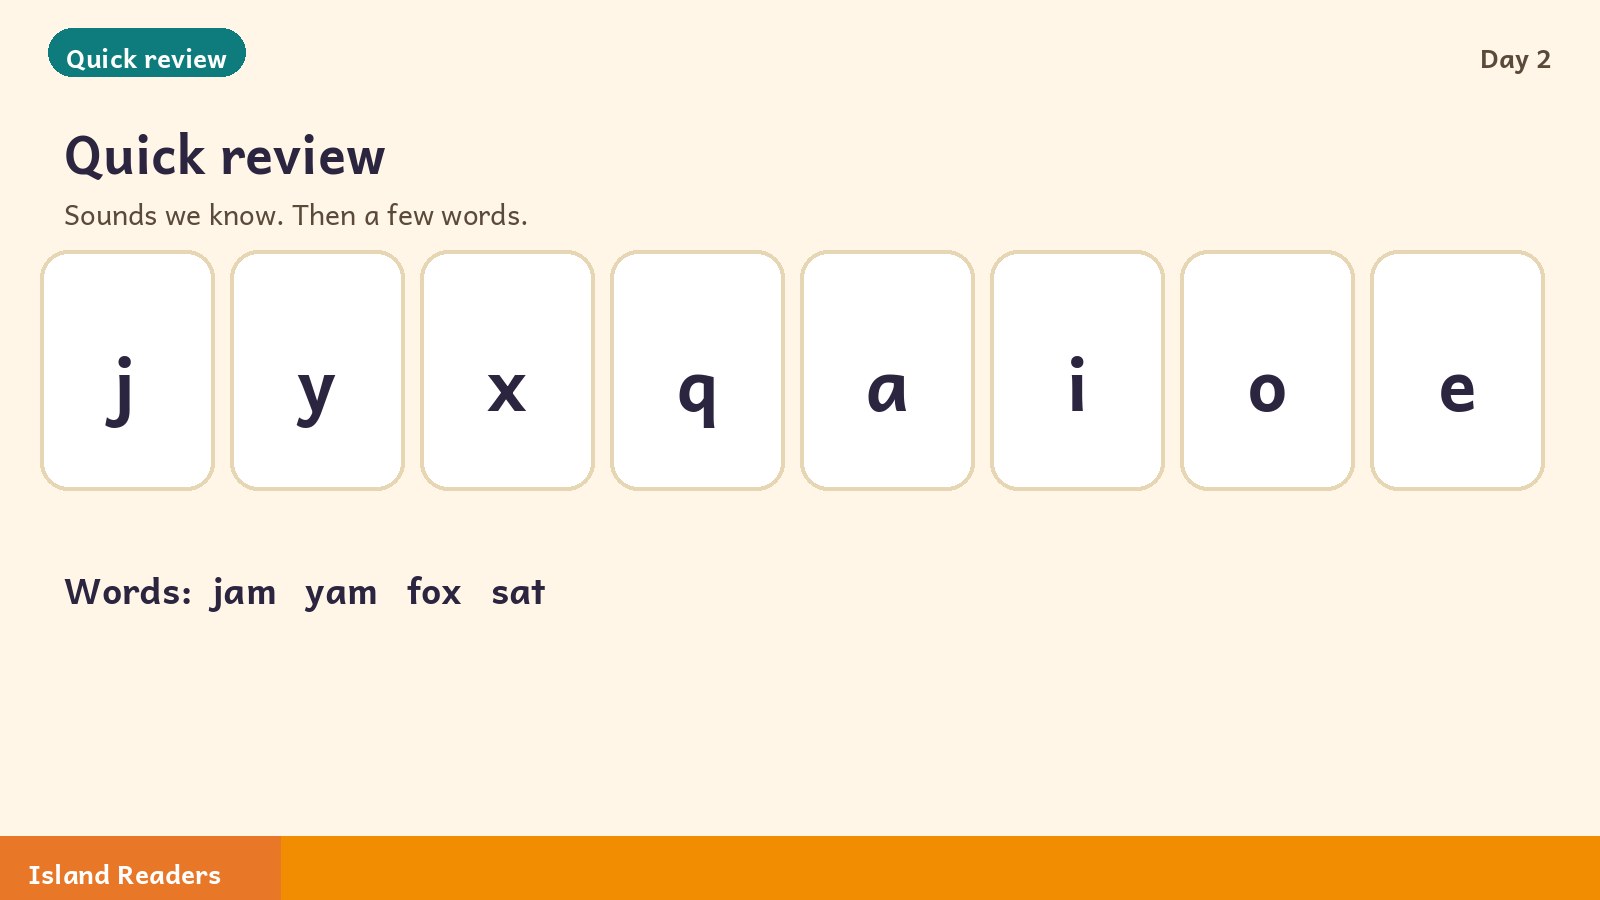 Quick review
Day 2
Quick review
Sounds we know. Then a few words.
j y x q a i o e
Words: jam yam fox sat
Island Readers